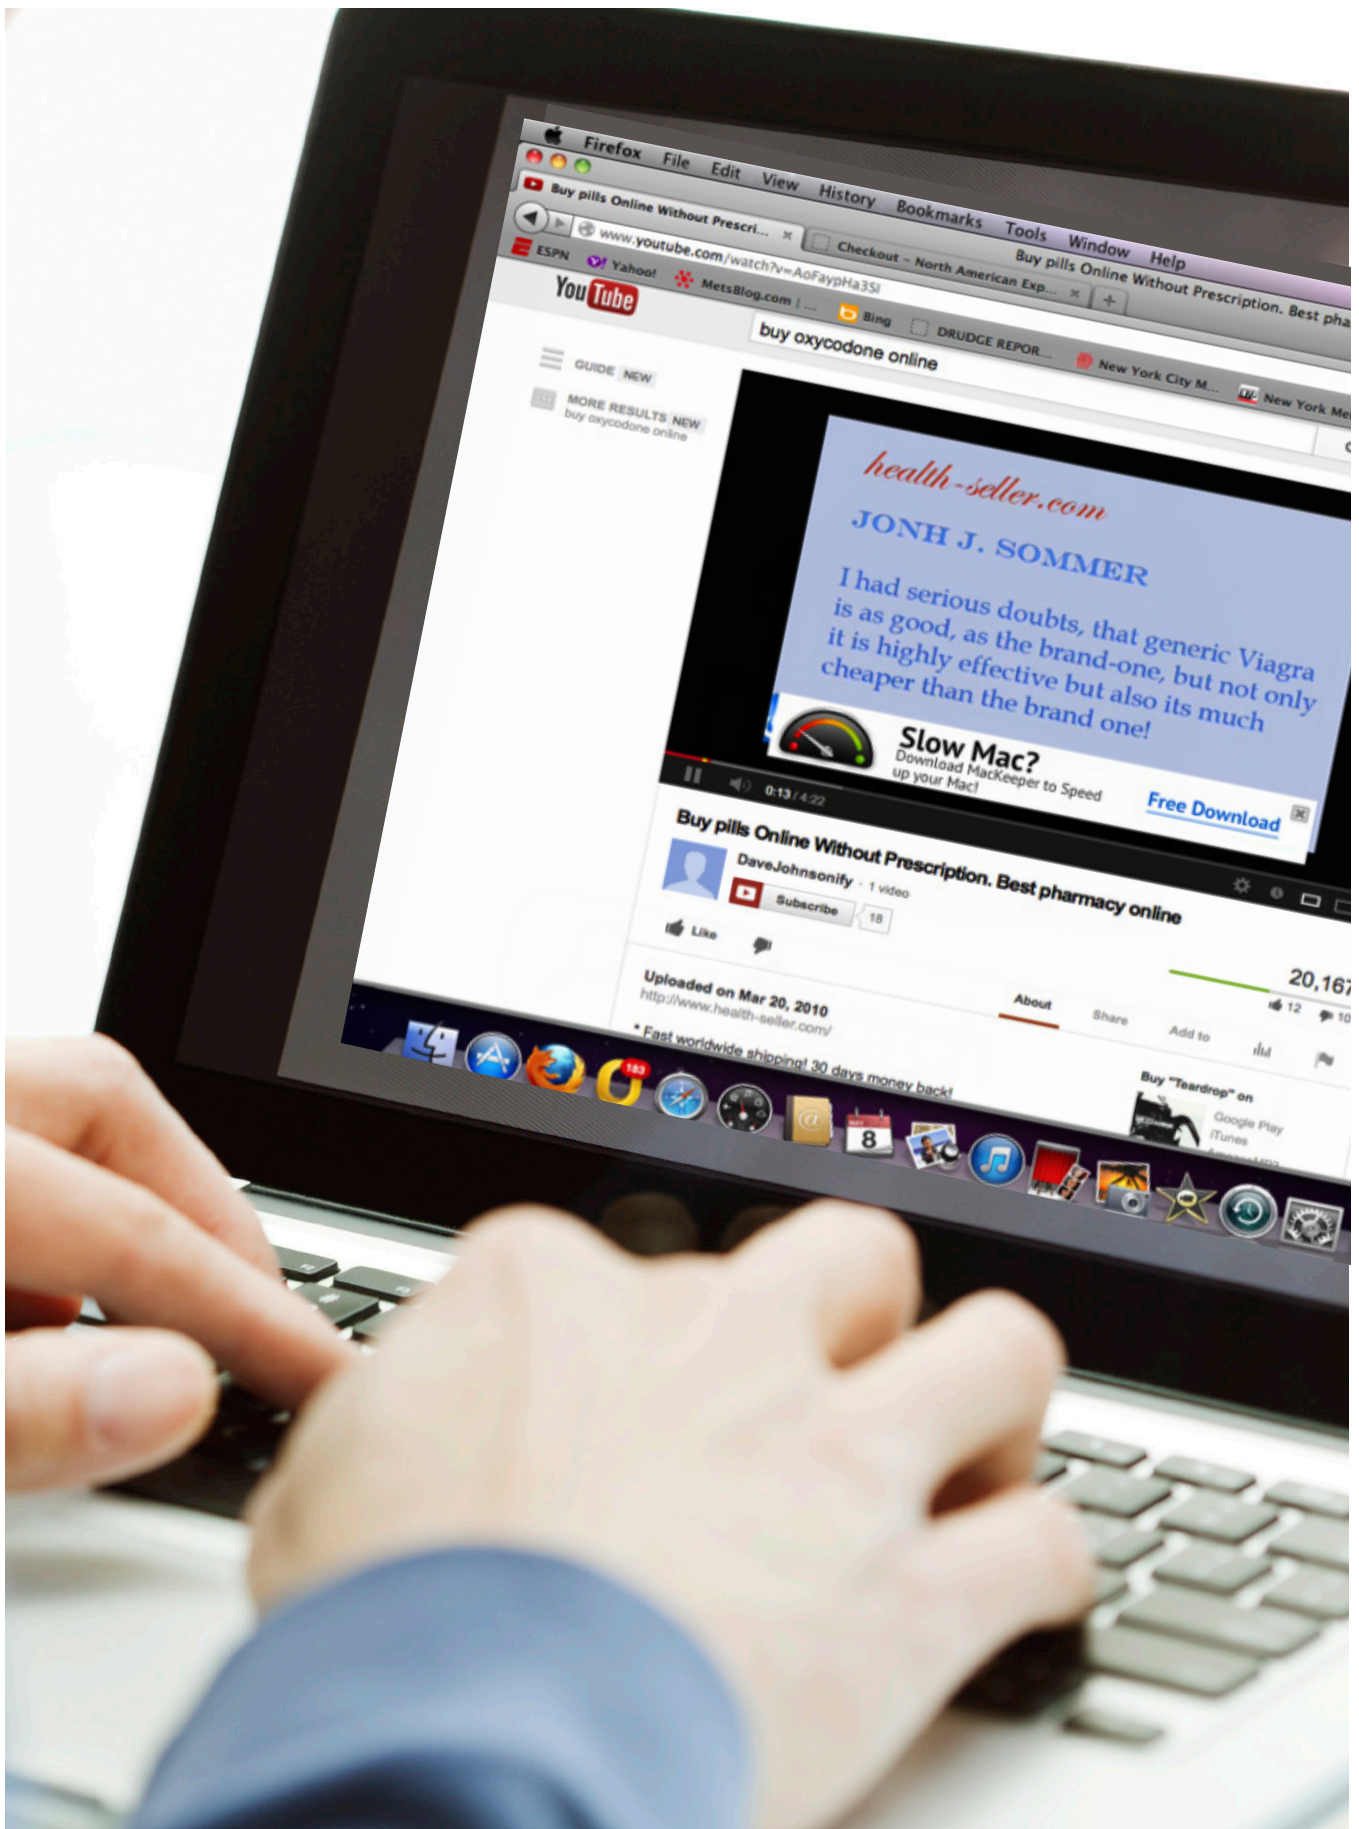 Firefox File Edit View History Bookmarks Tools Window Help
Buy pills Online Without Prescription. Best pha
Buy pills Online Without Prescri... Checkout – North American Exp...
www.youtube.com/watch?v=AoFaypHa3SI
ESPN Yahoo! MetsBlog.com | ... Bing DRUDGE REPOR... New York City M... New York Me
YouTube
buy oxycodone online
GUIDE NEW
MORE RESULTS NEW
buy oxycodone online
health-seller.com
JONH J. SOMMER
I had serious doubts, that generic Viagra
is as good, as the brand-one, but not only
it is highly effective but also its much
cheaper than the brand one!
Slow Mac?
Download MacKeeper to Speed
up your Mac!
Free Download
0:13 / 4:22
Buy pills Online Without Prescription. Best pharmacy online
DaveJohnsonify · 1 video
Subscribe 18
20,167
Like
12 10
Uploaded on Mar 20, 2010
http://www.health-seller.com/
* Fast worldwide shipping! 30 days money back!
About Share Add to
Buy "Teardrop" on
Google Play
iTunes
AmazonMP3
183
MAY
8